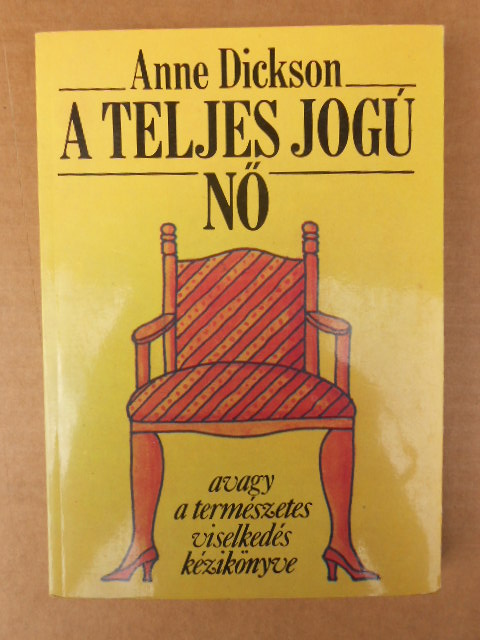 Anne Dickson
A TELJES JOGÚ
NŐ
avagy
a természetes
viselkedés
kézikönyve